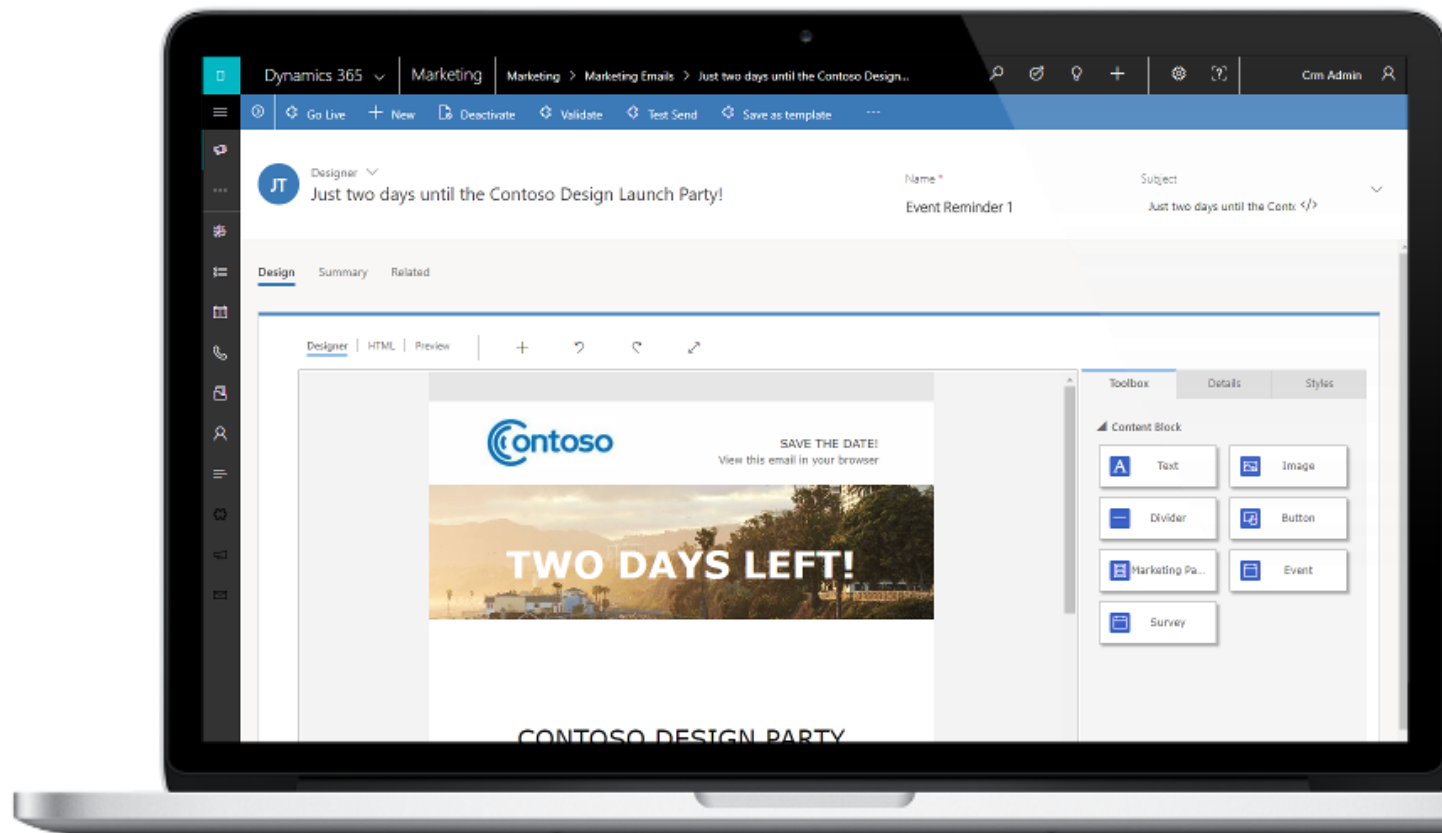 Dynamics 365 Marketing Marketing > Marketing Emails > Just two days until the Contoso Design... Crm Admin
Go Live New Deactivate Validate Test Send Save as template ...
JT
Designer
Just two days until the Contoso Design Launch Party!
Name *
Event Reminder 1
Subject
Just two days until the Contc </>
Design Summary Related
Designer | HTML | Preview
Toolbox Details Styles
Content Block
Text Image
Divider Button
Marketing Pa... Event
Survey
Contoso
SAVE THE DATE!
View this email in your browser
TWO DAYS LEFT!
CONTOSO DESIGN PARTY